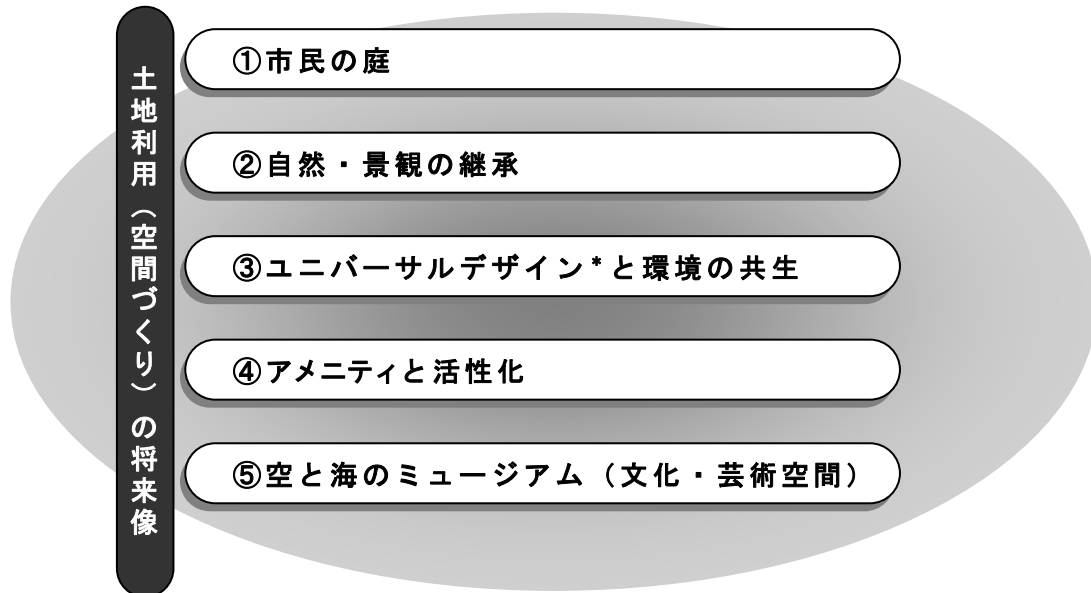 土地利用（空間づくり）の将来像
①市民の庭
②自然・景観の継承
③ユニバーサルデザイン*と環境の共生
④アメニティと活性化
⑤空と海のミュージアム（文化・芸術空間）